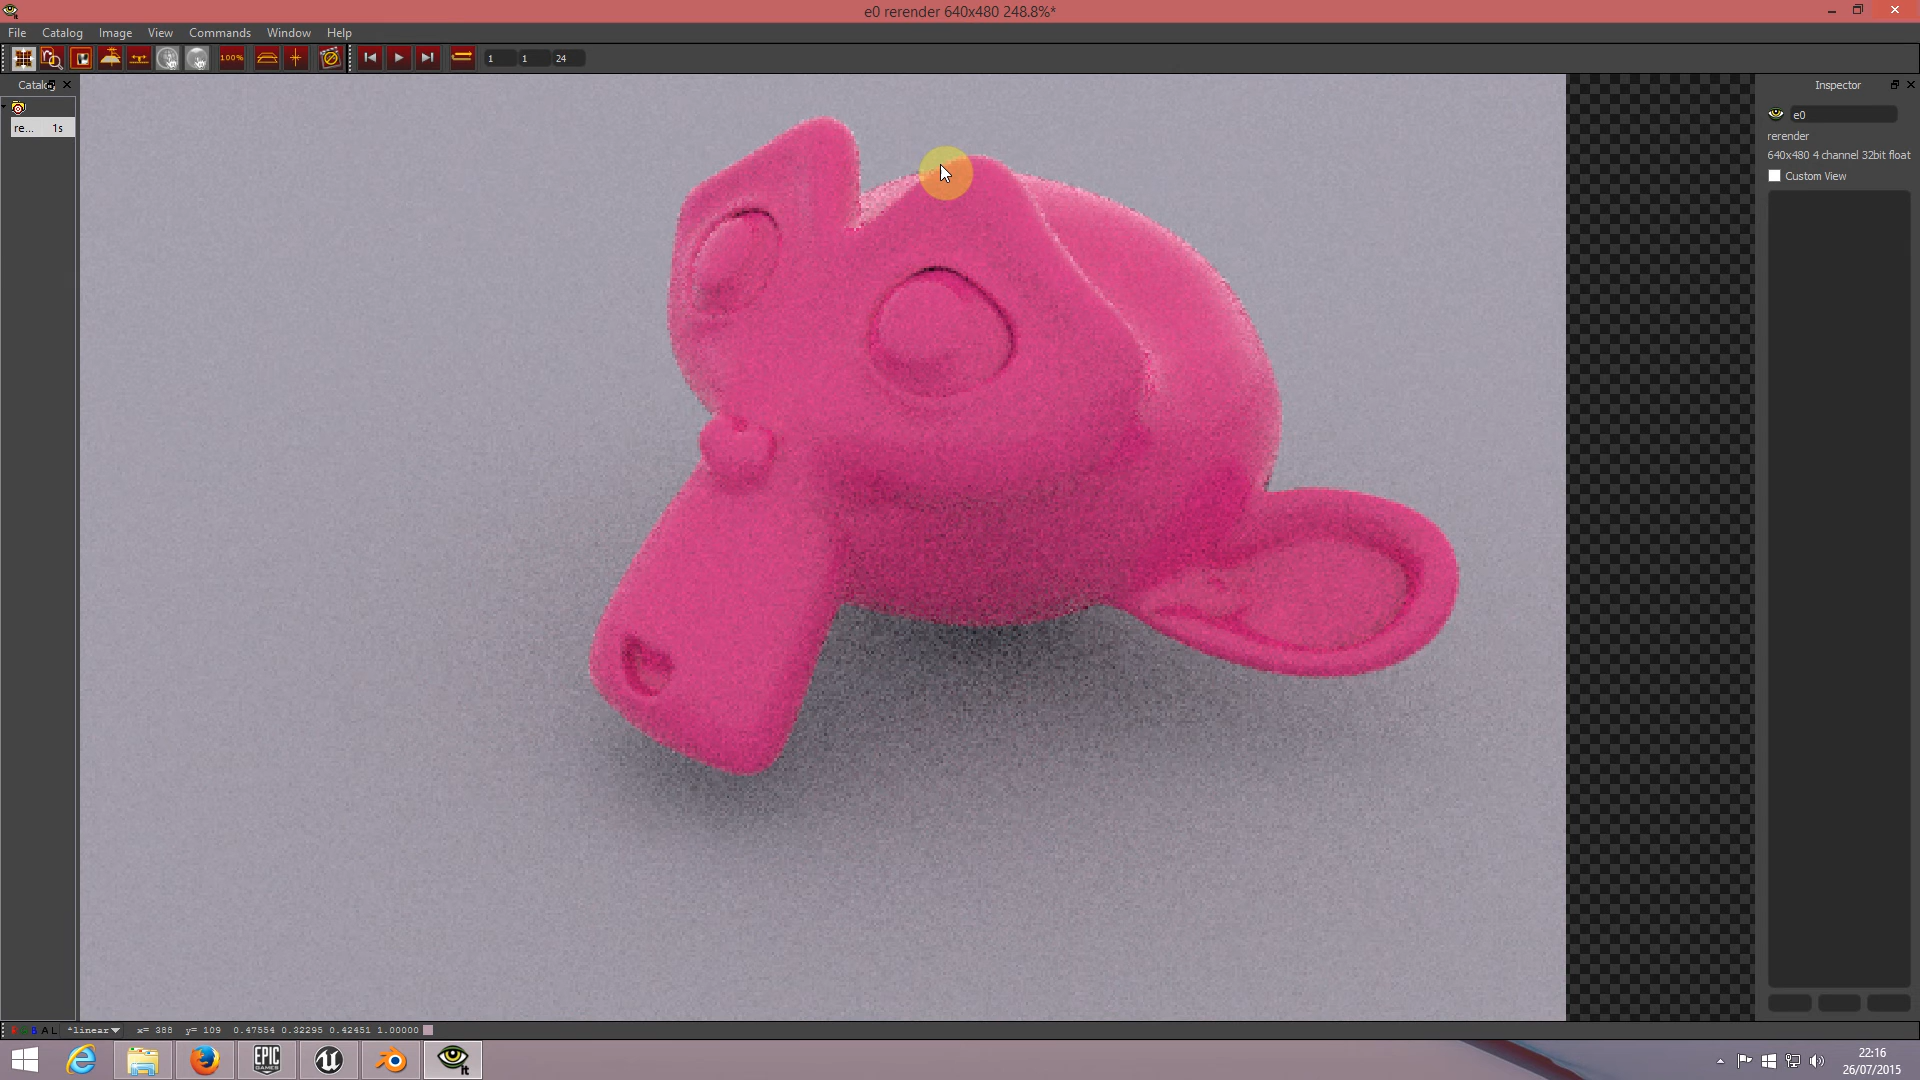 e0 rerender 640x480 248.8%*
File Catalog Image View Commands Window Help
100% 1 1 24
Catalog
Inspector
e0
re... 1s
rerender
640x480 4 channel 32bit float
Custom View
B A L *linear x= 388 y= 109 0.47554 0.32295 0.42451 1.00000
EPIC GAMES
it
22:16
26/07/2015